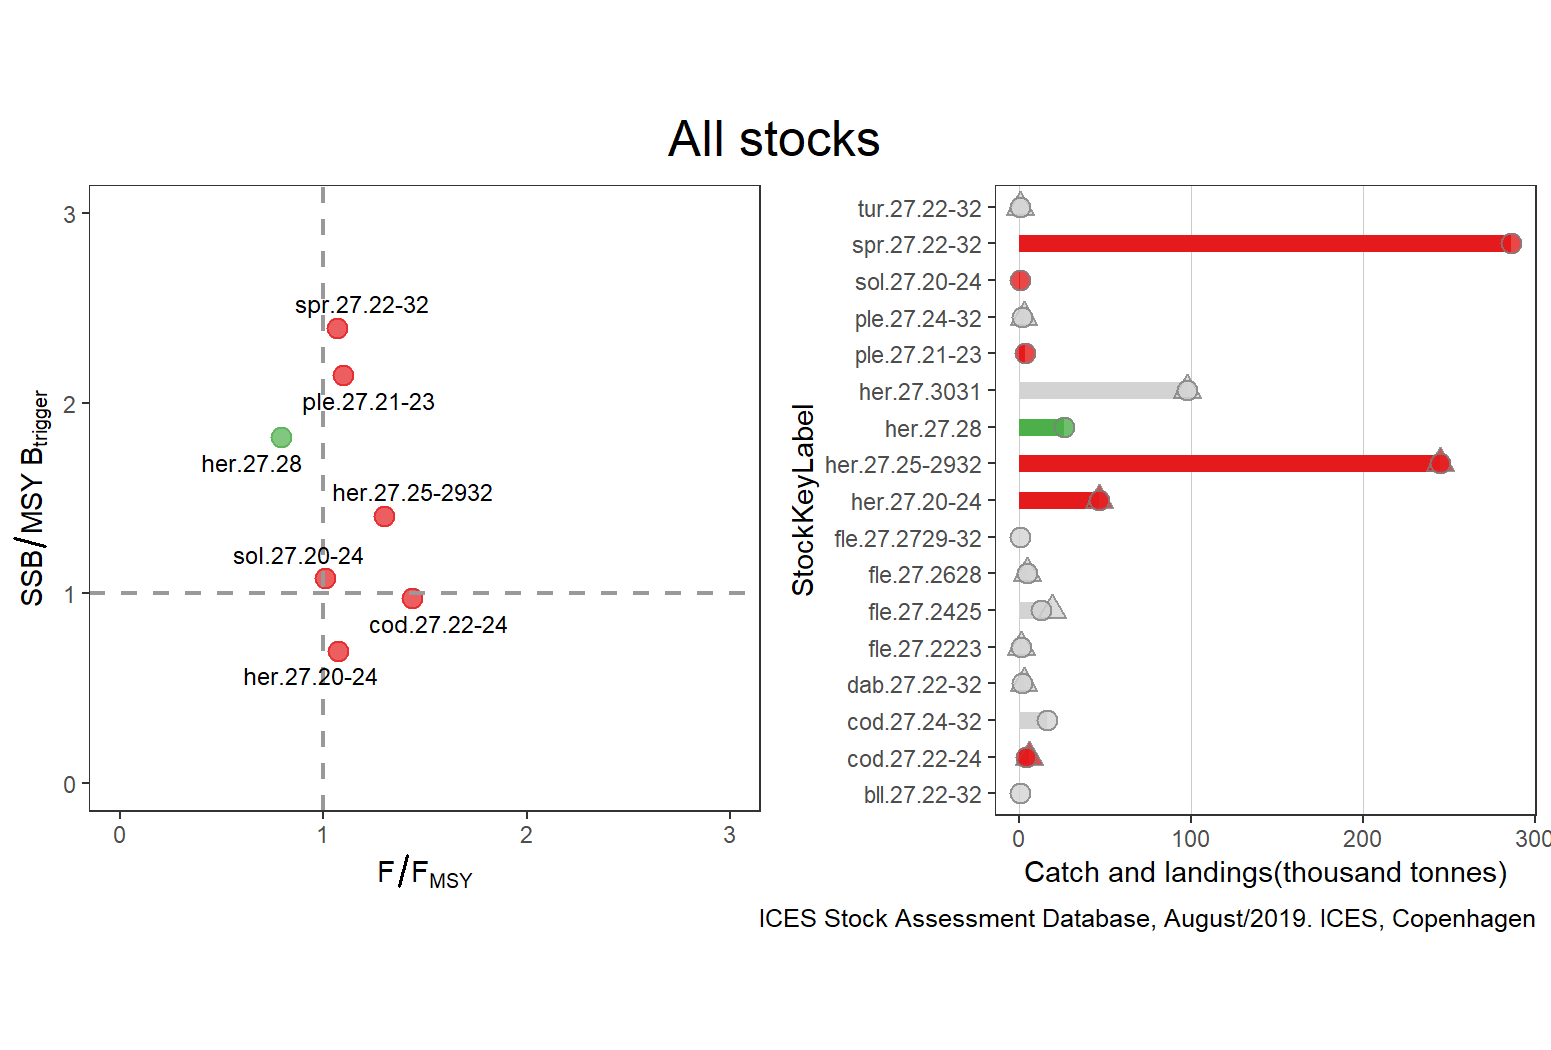 All stocks
SSB/MSY Btrigger
3
2
1
0
spr.27.22-32
ple.27.21-23
her.27.28
her.27.25-2932
sol.27.20-24
cod.27.22-24
her.27.20-24
0 1 2 3
F/FMSY
StockKeyLabel
tur.27.22-32
spr.27.22-32
sol.27.20-24
ple.27.24-32
ple.27.21-23
her.27.3031
her.27.28
her.27.25-2932
her.27.20-24
fle.27.2729-32
fle.27.2628
fle.27.2425
fle.27.2223
dab.27.22-32
cod.27.24-32
cod.27.22-24
bll.27.22-32
0 100 200 300
Catch and landings(thousand tonnes)
ICES Stock Assessment Database, August/2019. ICES, Copenhagen